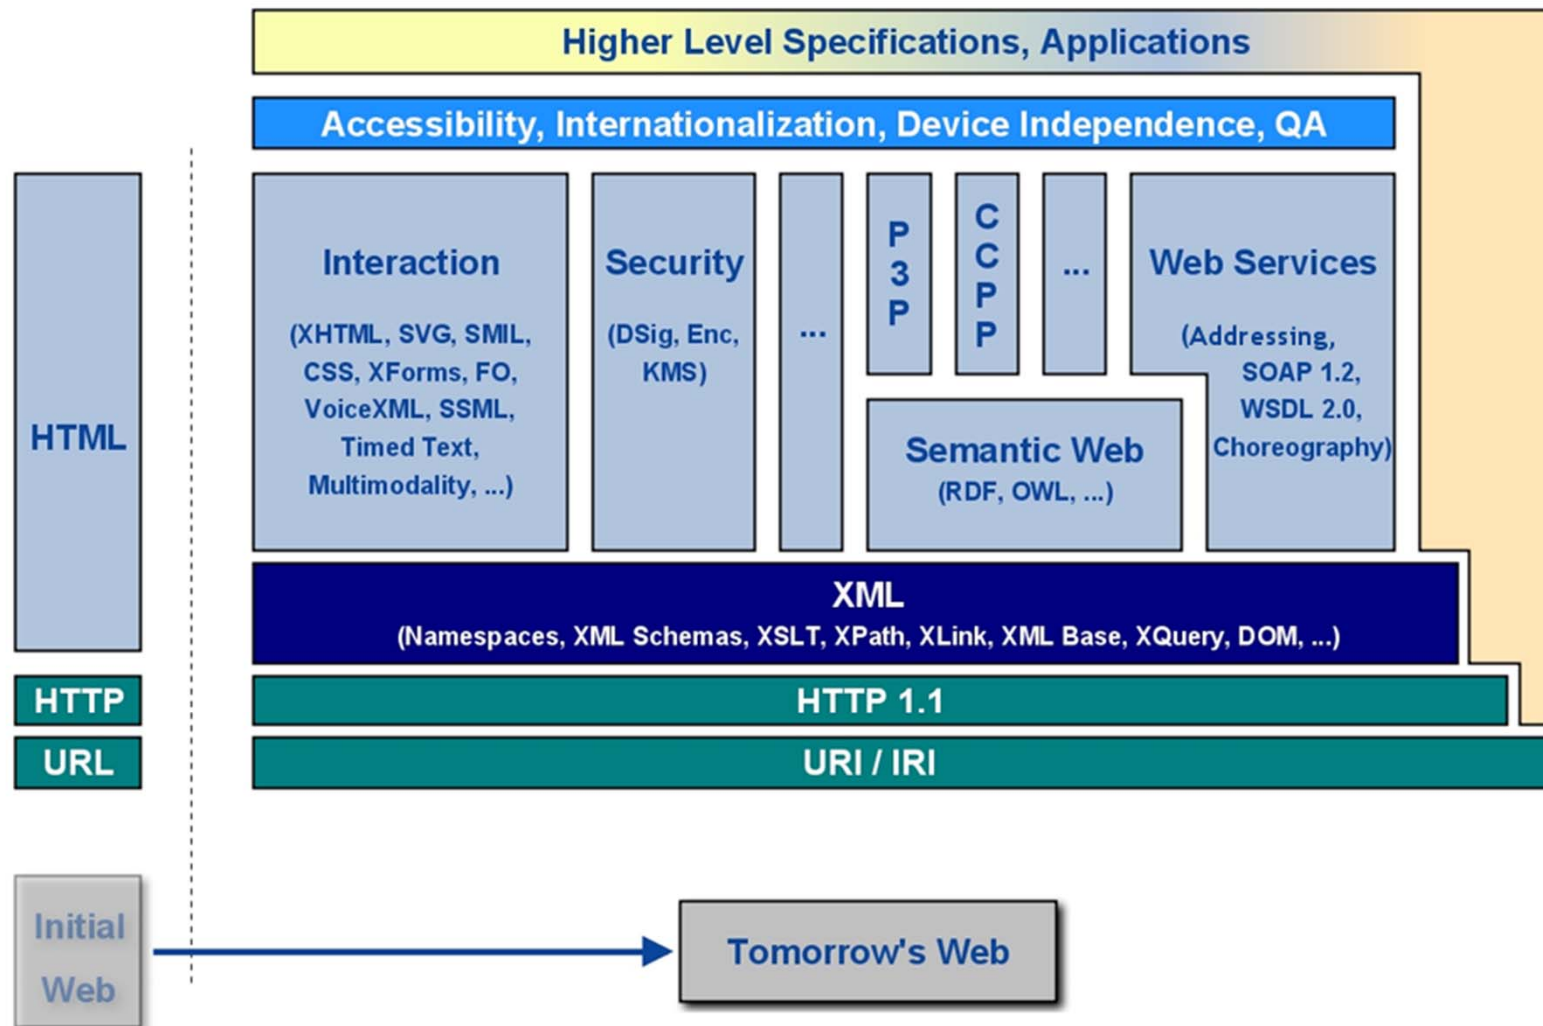 Higher Level Specifications, Applications
Accessibility, Internationalization, Device Independence, QA
HTML
Interaction
(XHTML, SVG, SMIL,
CSS, XForms, FO,
VoiceXML, SSML,
Timed Text,
Multimodality, ...)
Security
(DSig, Enc,
KMS)
...
P
3
P
C
C
P
P
...
Web Services
(Addressing,
SOAP 1.2,
WSDL 2.0,
Choreography)
Semantic Web
(RDF, OWL, ...)
XML
(Namespaces, XML Schemas, XSLT, XPath, XLink, XML Base, XQuery, DOM, ...)
HTTP
HTTP 1.1
URL
URI / IRI
Initial
Web
Tomorrow's Web